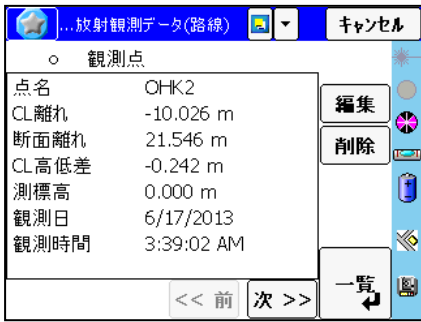 ...放射観測データ(路線)
キャンセル
○ 観測点
点名 OHK2
CL離れ -10.026 m
断面離れ 21.546 m
CL高低差 -0.242 m
測標高 0.000 m
観測日 6/17/2013
観測時間 3:39:02 AM
編集
削除
<< 前
次 >>
一覧